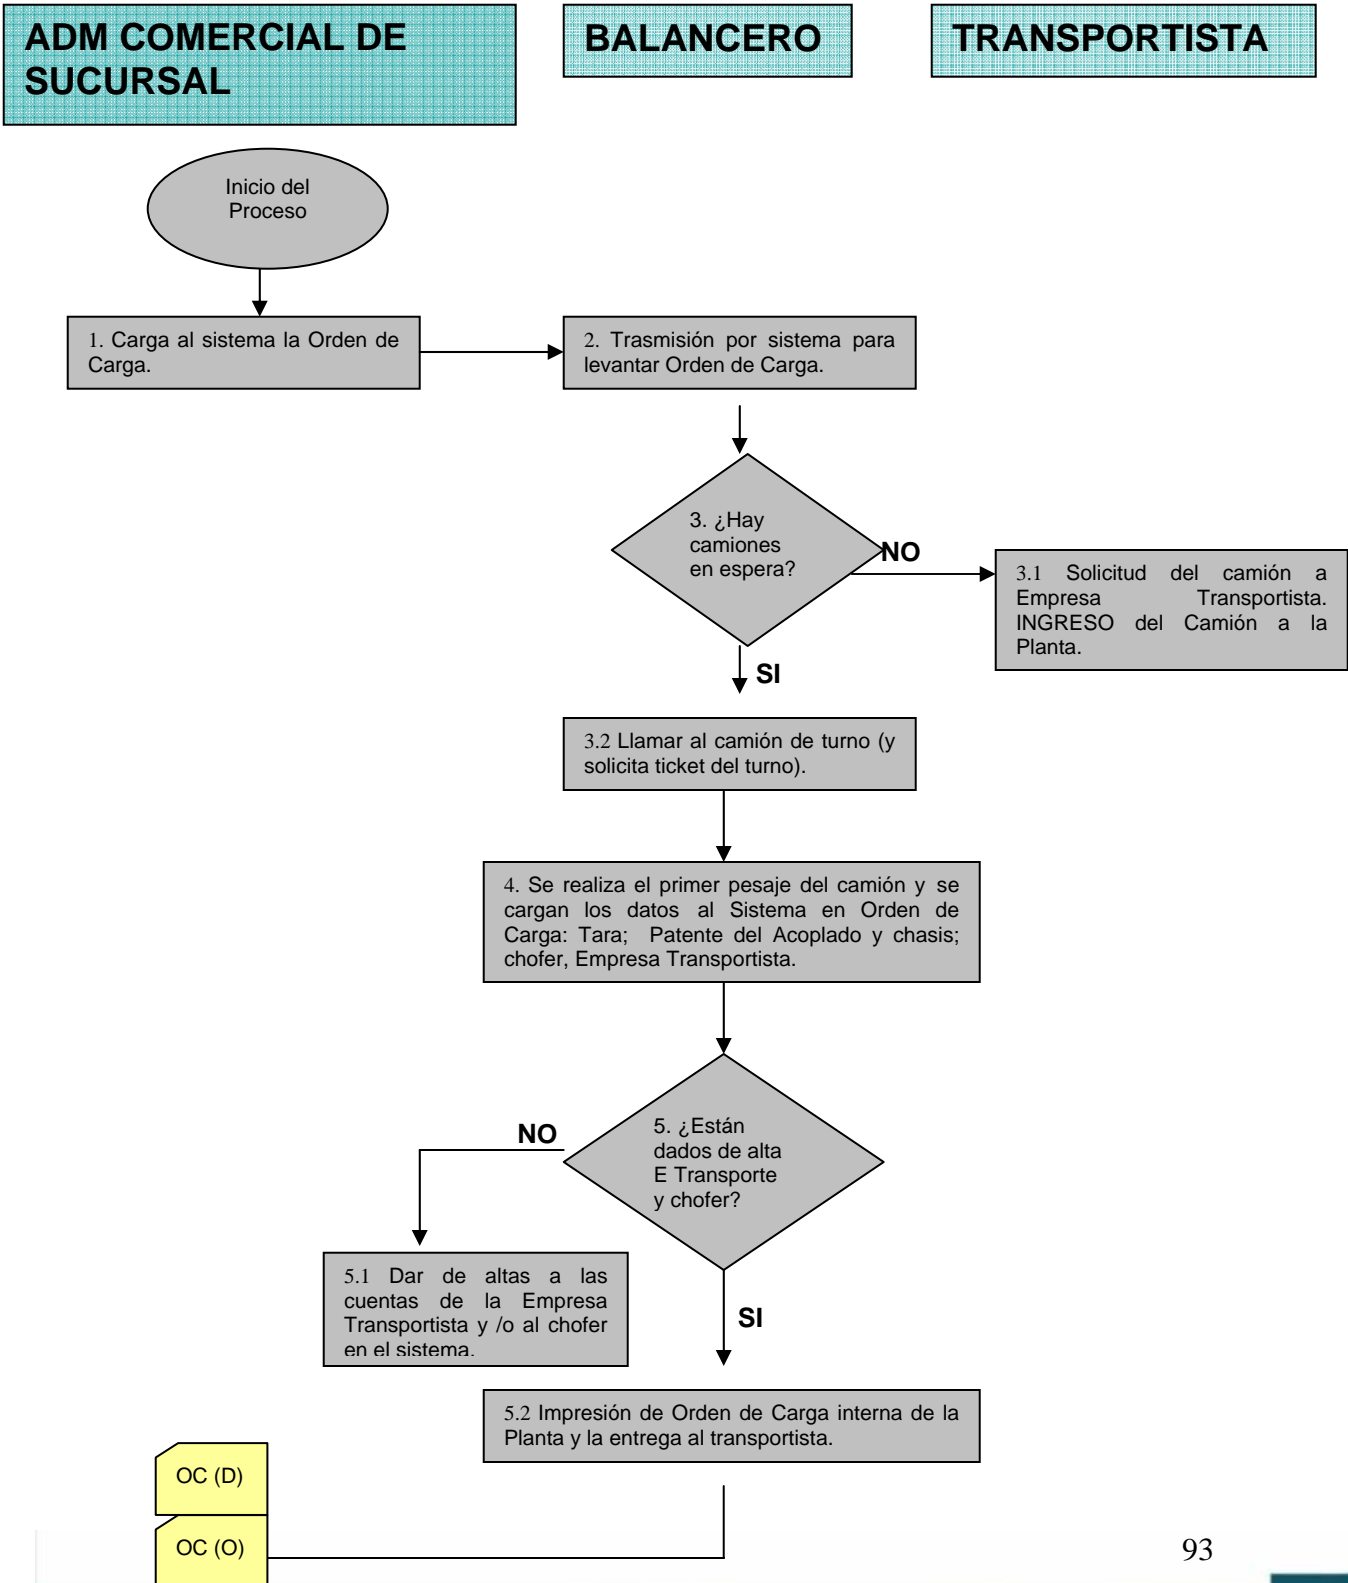 ADM COMERCIAL DE
SUCURSAL
BALANCERO
TRANSPORTISTA
Inicio del
Proceso
1. Carga al sistema la Orden de
Carga.
2. Trasmisión por sistema para
levantar Orden de Carga.
3. ¿Hay
camiones
en espera?
NO
3.1 Solicitud del camión a
Empresa Transportista.
INGRESO del Camión a la
Planta.
SI
3.2 Llamar al camión de turno (y
solicita ticket del turno).
4. Se realiza el primer pesaje del camión y se
cargan los datos al Sistema en Orden de
Carga: Tara; Patente del Acoplado y chasis;
chofer, Empresa Transportista.
5. ¿Están
dados de alta
E Transporte
y chofer?
NO
5.1 Dar de altas a las
cuentas de la Empresa
Transportista y /o al chofer
en el sistema.
SI
5.2 Impresión de Orden de Carga interna de la
Planta y la entrega al transportista.
OC (D)
OC (O)
93